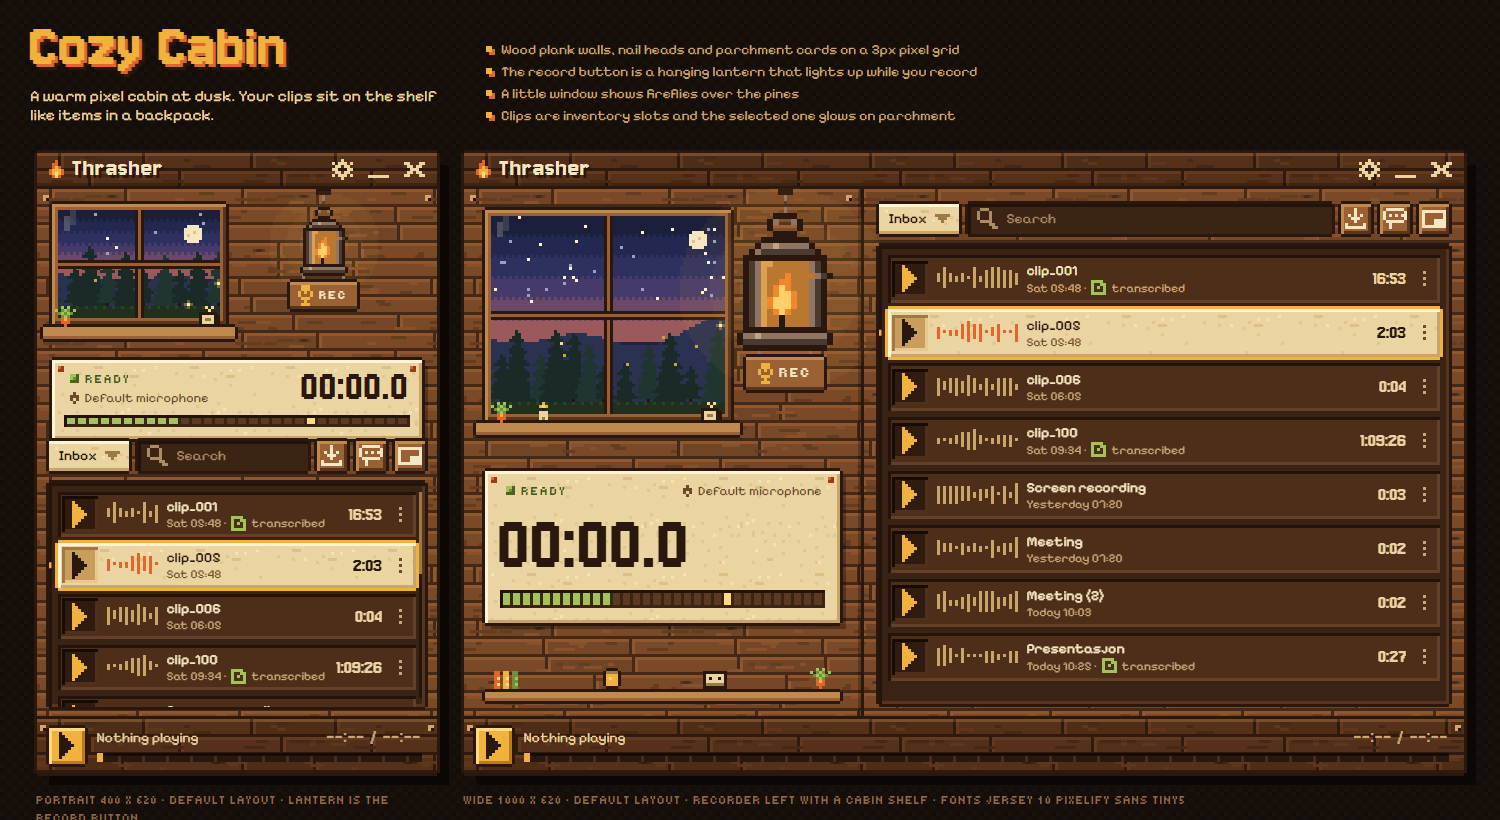 Cozy Cabin
A warm pixel cabin at dusk. Your clips sit on the shelf
like items in a backpack.
Wood plank walls, nail heads and parchment cards on a 3px pixel grid
The record button is a hanging lantern that lights up while you record
A little window shows fireflies over the pines
Clips are inventory slots and the selected one glows on parchment
Thrasher
REC
READY
00:00.0
Default microphone
Inbox
Search
clip_001
Sat 09:48 · transcribed
16:53
clip_009
Sat 09:48
2:03
clip_006
Sat 06:09
0:04
clip_100
Sat 09:34 · transcribed
1:09:26
Nothing playing
--:-- / --:--
PORTRAIT 400 X 620 · DEFAULT LAYOUT · LANTERN IS THE
RECORD BUTTON
Thrasher
REC
READY
Default microphone
00:00.0
Inbox
Search
clip_001
Sat 09:48 · transcribed
16:53
clip_009
Sat 09:48
2:03
clip_006
Sat 06:09
0:04
clip_100
Sat 09:34 · transcribed
1:09:26
Screen recording
Yesterday 07:20
0:03
Meeting
Yesterday 07:20
0:02
Meeting (2)
Today 10:03
0:02
Presentasjon
Today 10:29 · transcribed
0:27
Nothing playing
--:-- / --:--
WIDE 1000 X 620 · DEFAULT LAYOUT · RECORDER LEFT WITH A CABIN SHELF · FONTS JERSEY 10 PIXELIFY SANS TINY5